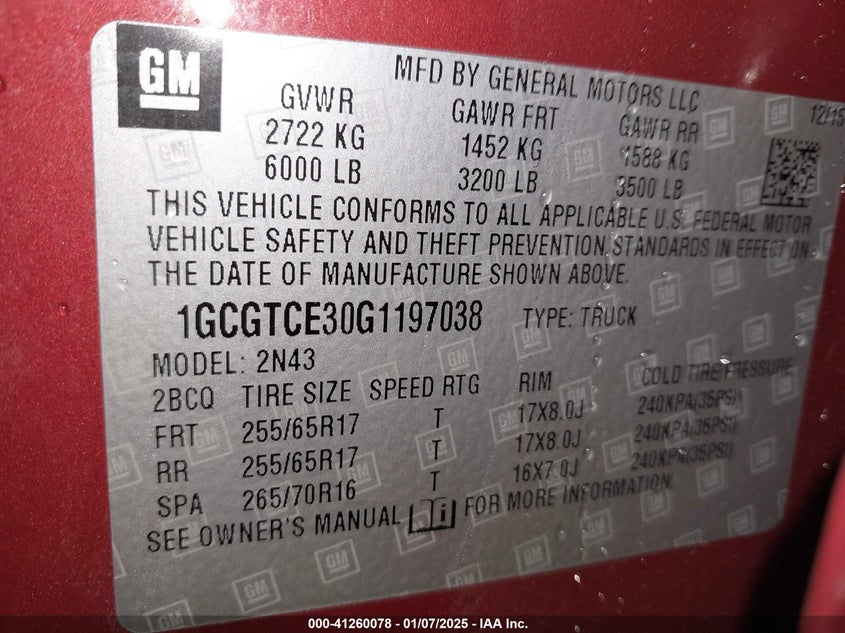 GM
MFD BY GENERAL MOTORS LLC
12/15
GVWR GAWR FRT GAWR RR
2722 KG 1452 KG 1588 KG
6000 LB 3200 LB 3500 LB
THIS VEHICLE CONFORMS TO ALL APPLICABLE U.S. FEDERAL MOTOR
VEHICLE SAFETY AND THEFT PREVENTION STANDARDS IN EFFECT ON
THE DATE OF MANUFACTURE SHOWN ABOVE.
1GCGTCE30G1197038 TYPE: TRUCK
MODEL: 2N43
2BCQ TIRE SIZE SPEED RTG RIM COLD TIRE PRESSURE
FRT 255/65R17 T 17X8.0J 240KPA(35PSI)
RR 255/65R17 T 17X8.0J 240KPA(35PSI)
SPA 265/70R16 T 16X7.0J 240KPA(35PSI)
SEE OWNER'S MANUAL i FOR MORE INFORMATION.
000-41260078 - 01/07/2025 - IAA Inc.